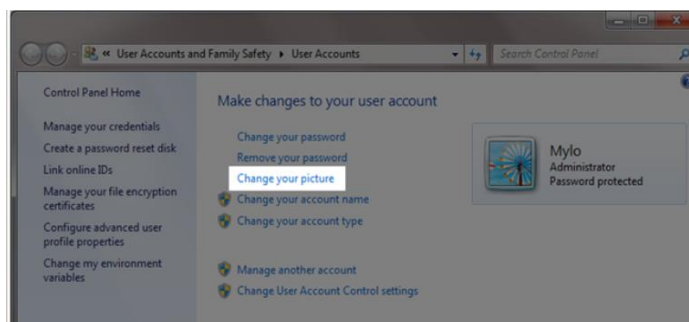 « User Accounts and Family Safety ▸ User Accounts
Search Control Panel
Control Panel Home
Manage your credentials
Create a password reset disk
Link online IDs
Manage your file encryption
certificates
Configure advanced user
profile properties
Change my environment
variables
Make changes to your user account
Change your password
Remove your password
Change your picture
Change your account name
Change your account type
Manage another account
Change User Account Control settings
Mylo
Administrator
Password protected